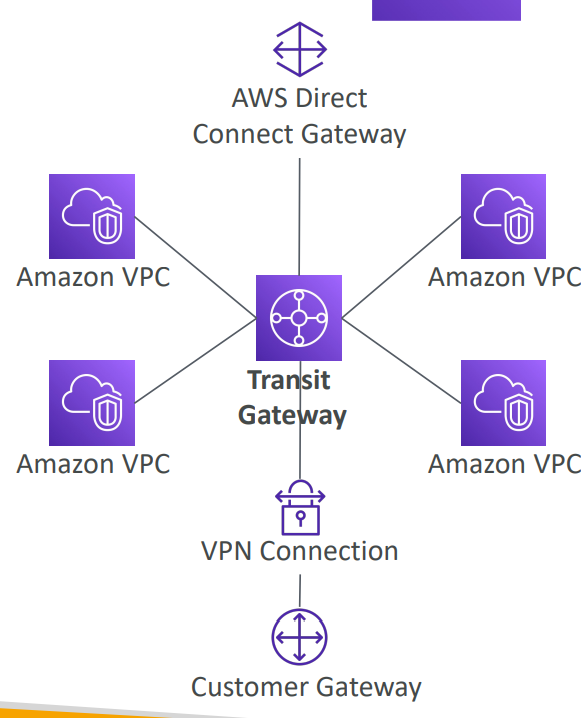 AWS Direct
Connect Gateway
Amazon VPC
Amazon VPC
Transit
Gateway
Amazon VPC
Amazon VPC
VPN Connection
Customer Gateway